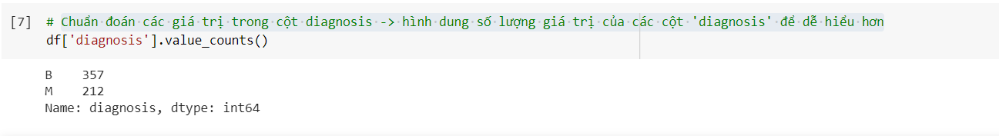 [7] # Chuẩn đoán các giá trị trong cột diagnosis -> hình dung số lượng giá trị của các cột 'diagnosis' để dễ hiểu hơn
df['diagnosis'].value_counts()
B    357
M    212
Name: diagnosis, dtype: int64